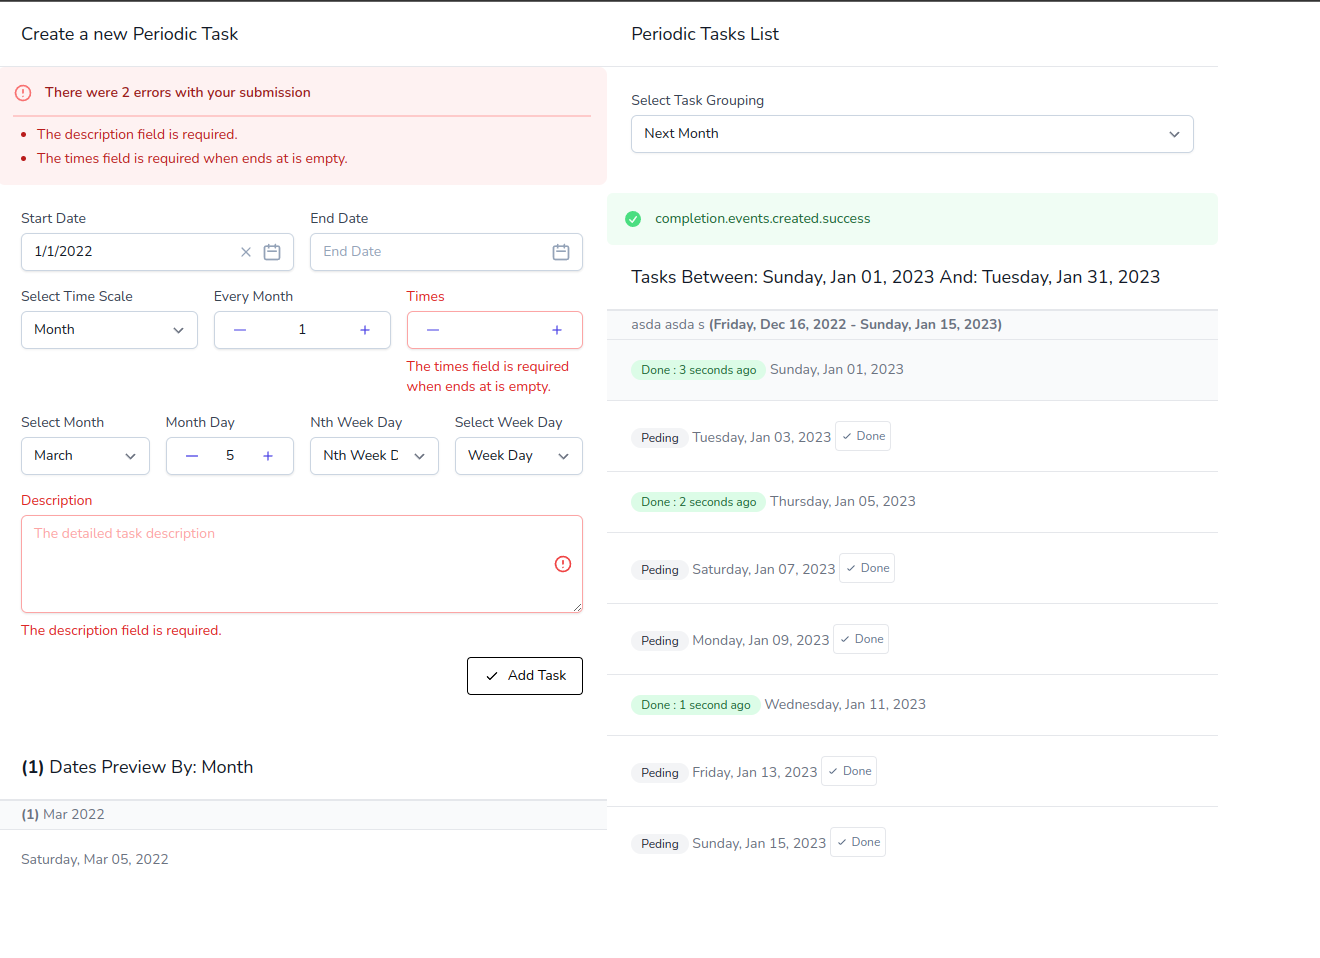 Create a new Periodic Task
There were 2 errors with your submission
The description field is required.
The times field is required when ends at is empty.
Start Date
End Date
1/1/2022
End Date
Select Time Scale
Every Month
Times
Month
1
The times field is required
when ends at is empty.
Select Month
Month Day
Nth Week Day
Select Week Day
March
5
Nth Week D
Week Day
Description
The detailed task description
The description field is required.
Add Task
(1) Dates Preview By: Month
(1) Mar 2022
Saturday, Mar 05, 2022
Periodic Tasks List
Select Task Grouping
Next Month
completion.events.created.success
Tasks Between: Sunday, Jan 01, 2023 And: Tuesday, Jan 31, 2023
asda asda s (Friday, Dec 16, 2022 - Sunday, Jan 15, 2023)
Done : 3 seconds ago Sunday, Jan 01, 2023
Peding Tuesday, Jan 03, 2023 Done
Done : 2 seconds ago Thursday, Jan 05, 2023
Peding Saturday, Jan 07, 2023 Done
Peding Monday, Jan 09, 2023 Done
Done : 1 second ago Wednesday, Jan 11, 2023
Peding Friday, Jan 13, 2023 Done
Peding Sunday, Jan 15, 2023 Done